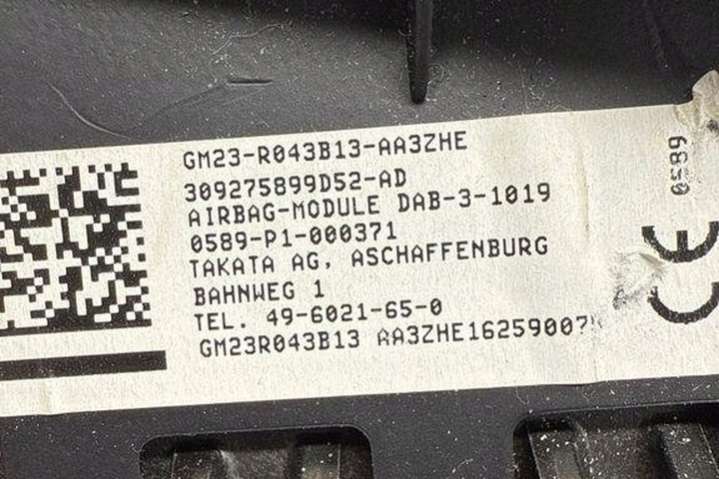 GM23-R043B13-AA3ZHE
309275899D52-AD
AIRBAG-MODULE DAB-3-1019
0589-P1-000371
TAKATA AG, ASCHAFFENBURG
BAHNWEG 1
TEL. 49-6021-65-0
GM23R043B13 AA3ZHE16259007
CE
0589